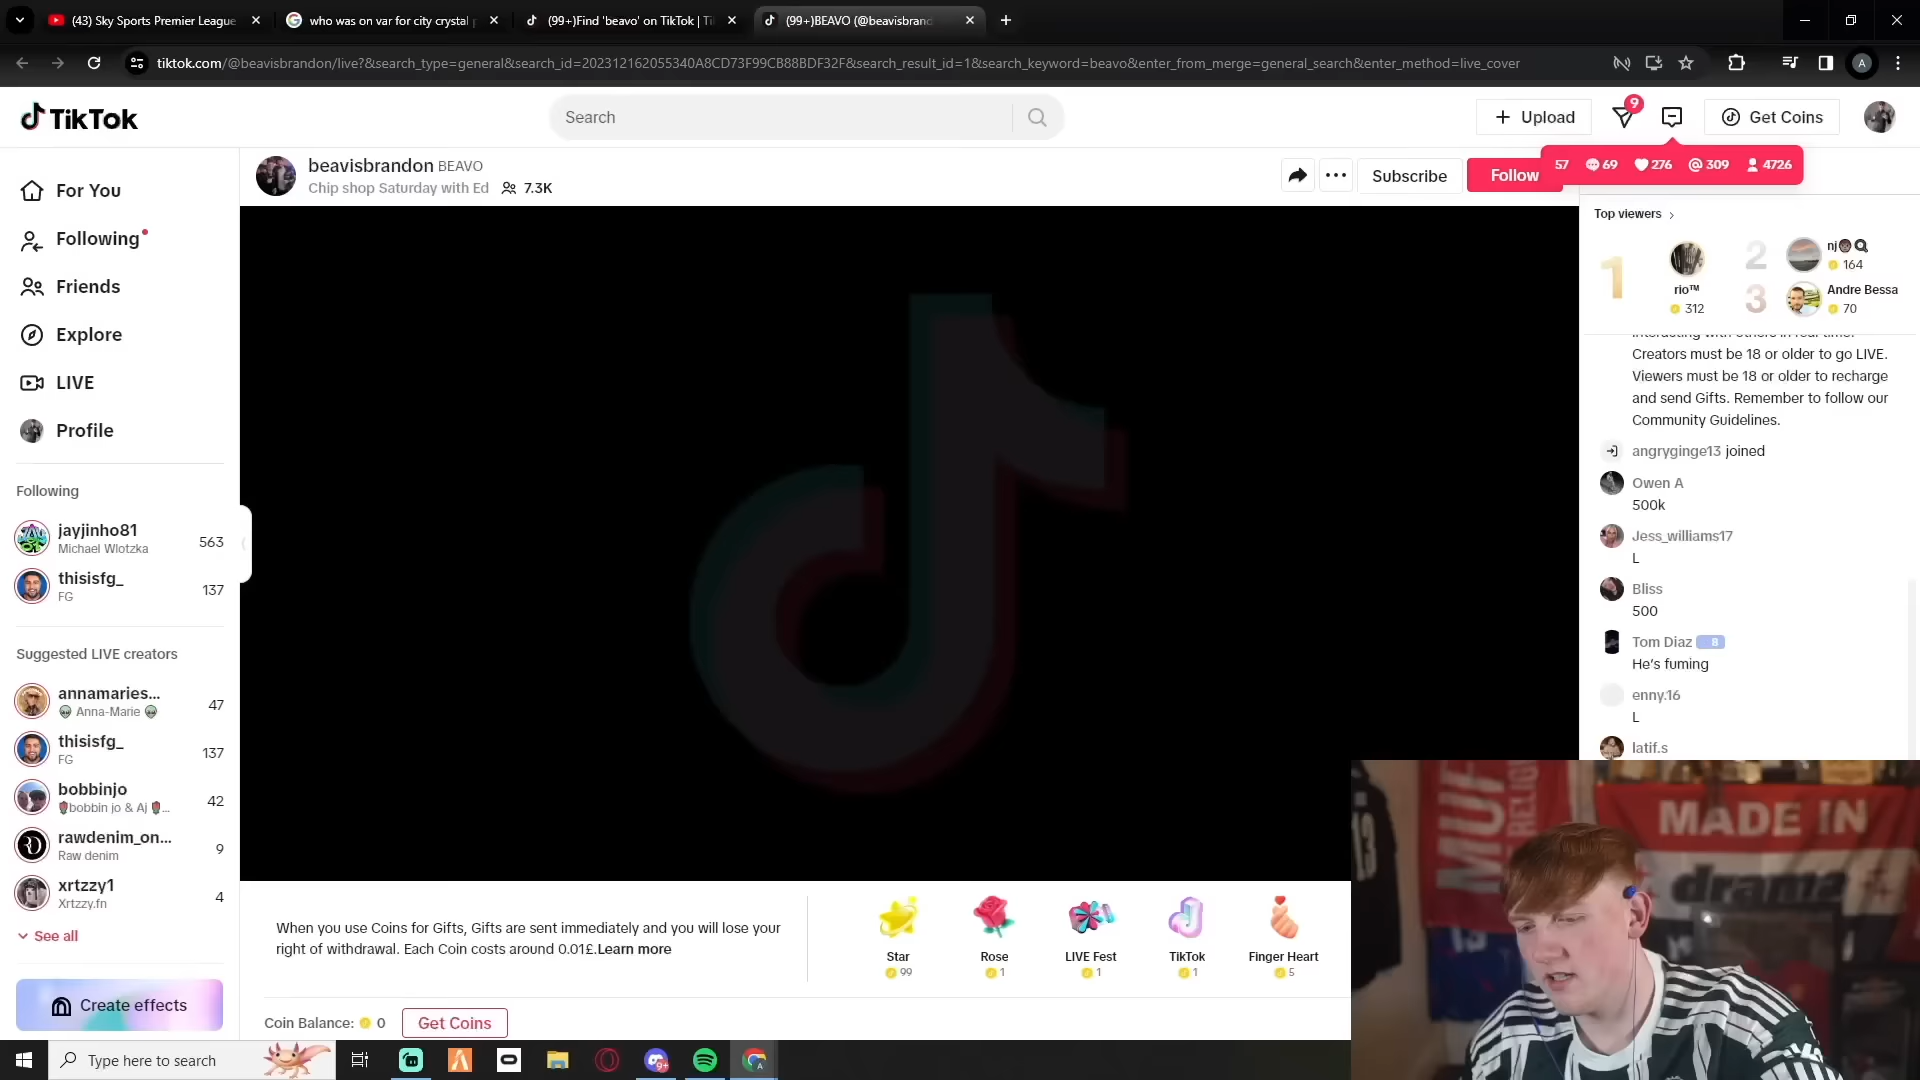 (43) Sky Sports Premier League
who was on var for city crystal
(99+)Find 'beavo' on TikTok | Ti
(99+)BEAVO (@beavisbrand
tiktok.com/@beavisbrandon/live?&search_type=general&search_id=202312162055340A8CD73F99CB88BDF32F&search_result_id=1&search_keyword=beavo&enter_from_merge=general_search&enter_method=live_cover
A
TikTok
Search
Upload
9
Get Coins
For You
Following
Friends
Explore
LIVE
Profile
Following
jayjinho81
Michael Wlotzka
563
thisisfg_
FG
137
Suggested LIVE creators
annamaries...
Anna-Marie
47
thisisfg_
FG
137
bobbinjo
bobbin jo & Aj ...
42
rawdenim_on...
Raw denim
9
xrtzzy1
Xrtzzy.fn
4
See all
Create effects
beavisbrandon BEAVO
Chip shop Saturday with Ed 7.3K
Subscribe
Follow
57 69 276 309 4726
Top viewers
1
rio™
312
2
nj
164
3
Andre Bessa
70
Creators must be 18 or older to go LIVE.
Viewers must be 18 or older to recharge
and send Gifts. Remember to follow our
Community Guidelines.
angryginge13 joined
Owen A
500k
Jess_williams17
L
Bliss
500
Tom Diaz 8
He's fuming
enny.16
L
latif.s
When you use Coins for Gifts, Gifts are sent immediately and you will lose your
right of withdrawal. Each Coin costs around 0.01£.Learn more
Star
99
Rose
1
LIVE Fest
1
TikTok
1
Finger Heart
5
Coin Balance: 0
Get Coins
MADE IN
drama
RELIGION
Type here to search
9+